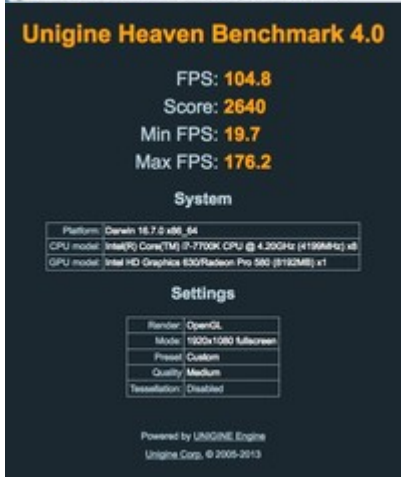 Unigine Heaven Benchmark 4.0
FPS: 104.8
Score: 2640
Min FPS: 19.7
Max FPS: 176.2
System
Platform: Darwin 16.7.0 x86_64
CPU model: Intel(R) Core(TM) i7-7700K CPU @ 4.20GHz (4199MHz) x8
GPU model: Intel HD Graphics 630/Radeon Pro 580 (8192MB) x1
Settings
Render: OpenGL
Mode: 1920x1080 fullscreen
Preset Custom
Quality Medium
Tessellation: Disabled
Powered by UNIGINE Engine
Unigine Corp. © 2005-2013